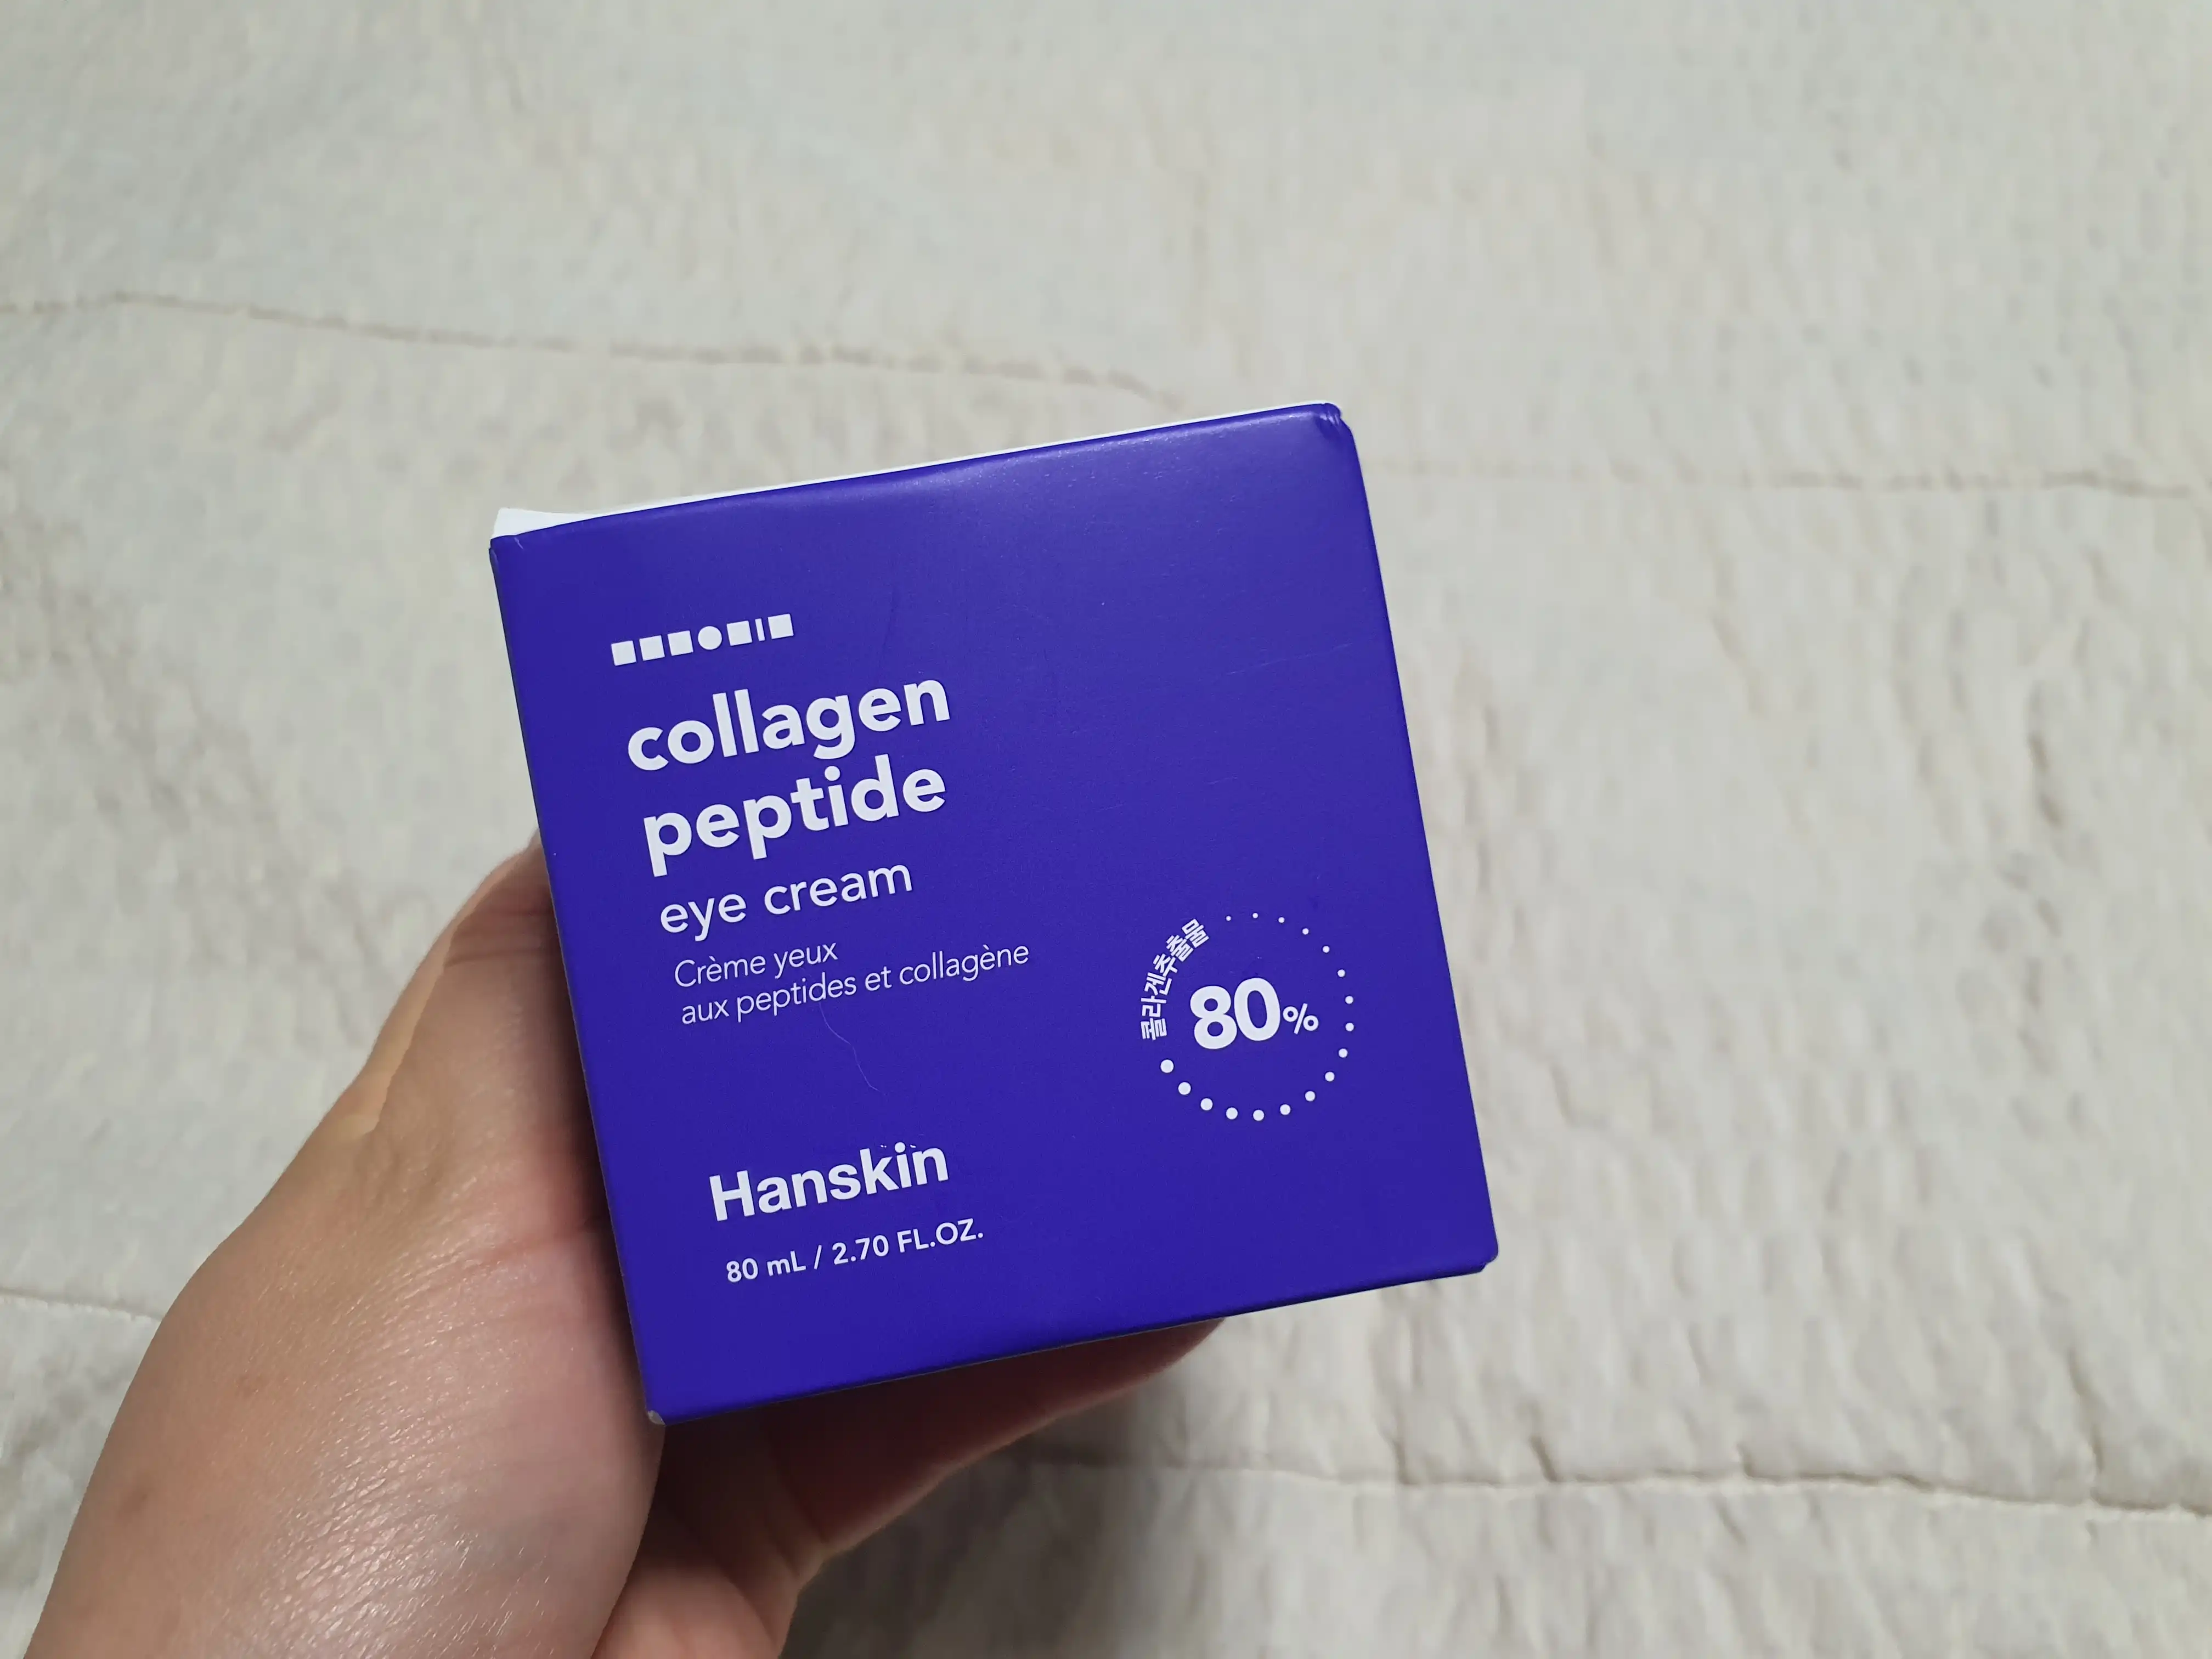 collagen
peptide
eye cream
Crème yeux
aux peptides et collagène
콜라겐추출물
80%
Hanskin
80 mL / 2.70 FL.OZ.